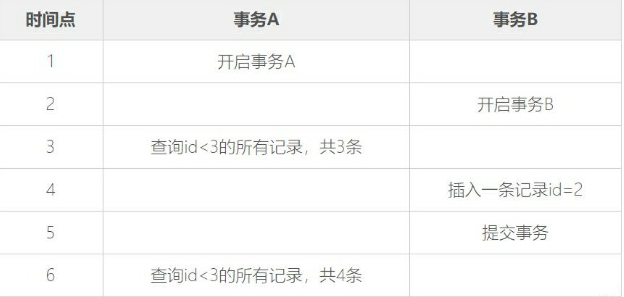 时间点 事务A 事务B
1 开启事务A
2 开启事务B
3 查询id<3的所有记录，共3条
4 插入一条记录id=2
5 提交事务
6 查询id<3的所有记录，共4条